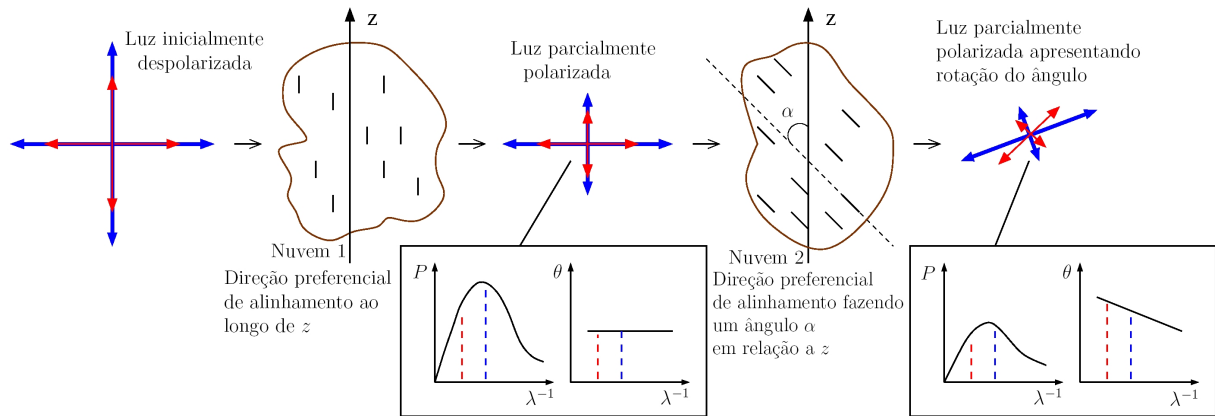 Luz inicialmente
despolarizada
z
Nuvem 1
Direção preferencial
de alinhamento ao
longo de z
Luz parcialmente
polarizada
P
λ⁻¹
θ
λ⁻¹
z
α
Nuvem 2
Direção preferencial
de alinhamento fazendo
um ângulo α
em relação a z
Luz parcialmente
polarizada apresentando
rotação do ângulo
P
λ⁻¹
θ
λ⁻¹